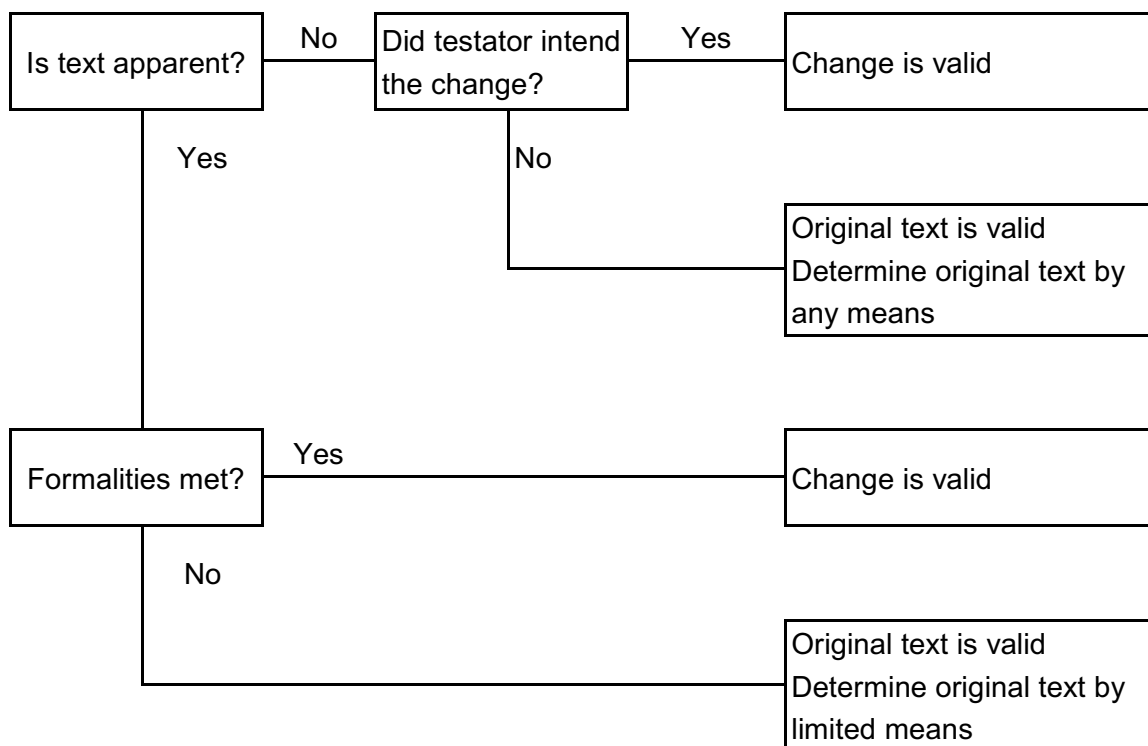 Is text apparent?
No
Did testator intend
the change?
Yes
Change is valid
Yes
No
Original text is valid
Determine original text by
any means
Formalities met?
Yes
Change is valid
No
Original text is valid
Determine original text by
limited means